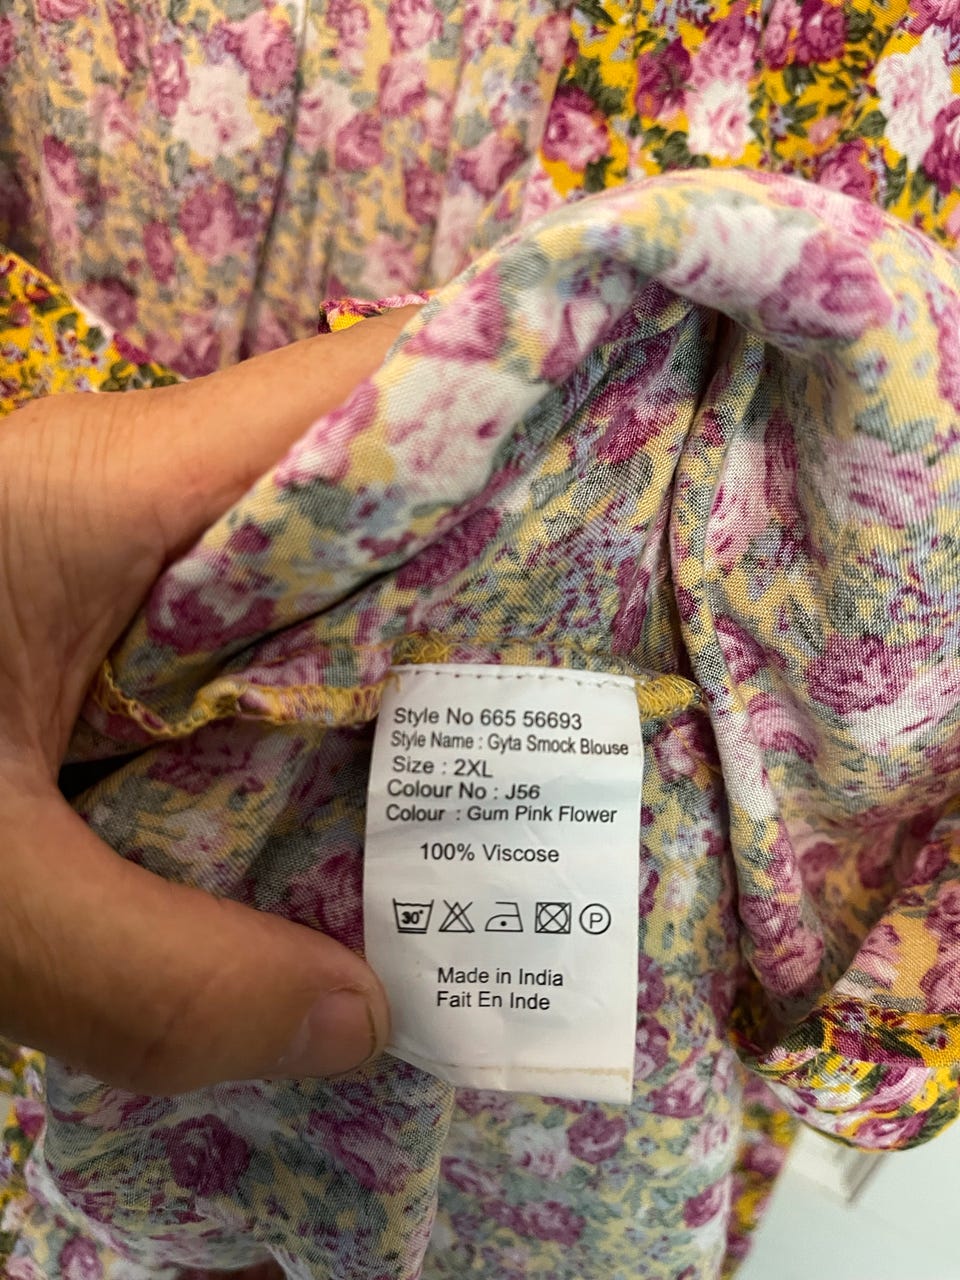 Style No 665 56693
Style Name : Gyta Smock Blouse
Size : 2XL
Colour No : J56
Colour : Gum Pink Flower
100% Viscose
30°
P
Made in India
Fait En Inde